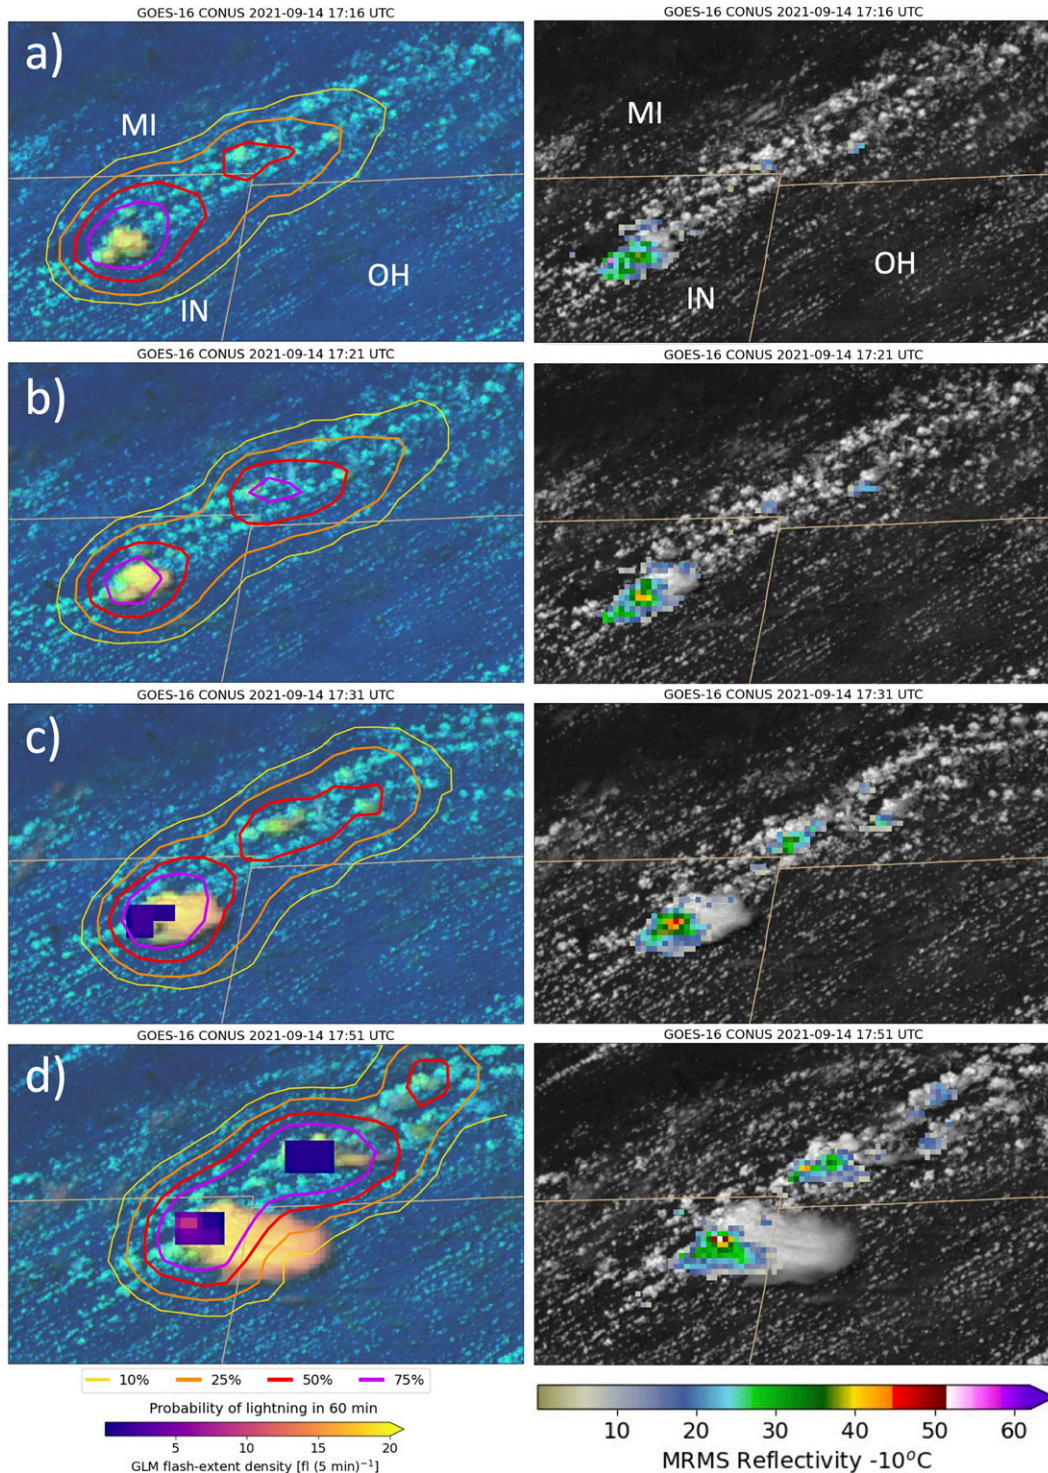 GOES-16 CONUS 2021-09-14 17:16 UTC
GOES-16 CONUS 2021-09-14 17:16 UTC
a)
MI
IN
OH
MI
IN
OH
GOES-16 CONUS 2021-09-14 17:21 UTC
GOES-16 CONUS 2021-09-14 17:21 UTC
b)
GOES-16 CONUS 2021-09-14 17:31 UTC
GOES-16 CONUS 2021-09-14 17:31 UTC
c)
GOES-16 CONUS 2021-09-14 17:51 UTC
GOES-16 CONUS 2021-09-14 17:51 UTC
d)
10% 25% 50% 75%
Probability of lightning in 60 min
5 10 15 20
GLM flash-extent density [fl (5 min)⁻¹]
10 20 30 40 50 60
MRMS Reflectivity -10°C